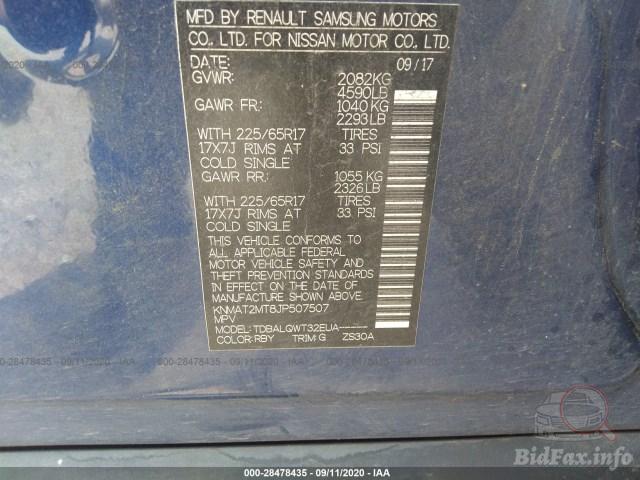 MFD BY RENAULT SAMSUNG MOTORS
CO., LTD. FOR NISSAN MOTOR CO., LTD.
DATE: 09/17
GVWR: 2082KG
4590LB
GAWR FR: 1040KG
2293LB
WITH 225/65R17 TIRES
17X7J RIMS AT 33 PSI
COLD SINGLE
GAWR RR: 1055KG
2326LB
WITH 225/65R17 TIRES
17X7J RIMS AT 33 PSI
COLD SINGLE
THIS VEHICLE CONFORMS TO
ALL APPLICABLE FEDERAL
MOTOR VEHICLE SAFETY AND
THEFT PREVENTION STANDARDS
IN EFFECT ON THE DATE OF
MANUFACTURE SHOWN ABOVE.
KNMAT2MT8JP507507
MPV
MODEL: TDBALQWT32EUA------
COLOR: RBY TRIM: G ZS30A
BidFax.info
000-28478435 - 09/11/2020 - IAA